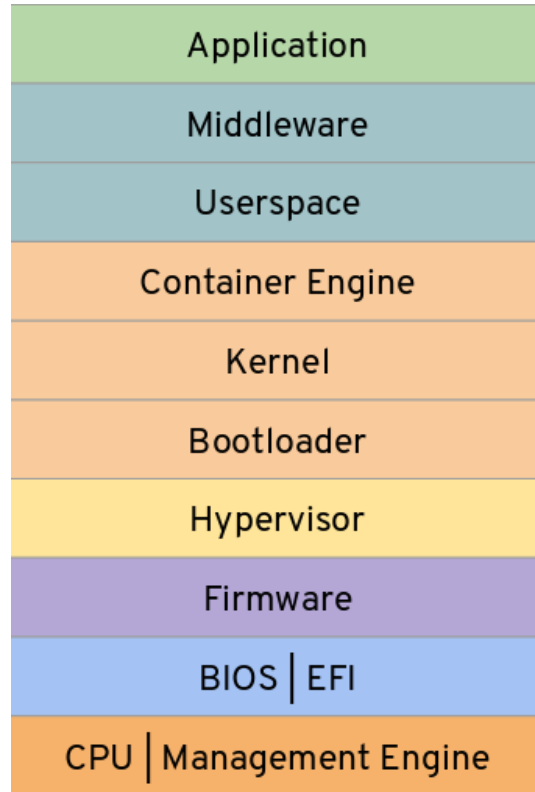 Application
Middleware
Userspace
Container Engine
Kernel
Bootloader
Hypervisor
Firmware
BIOS | EFI
CPU | Management Engine